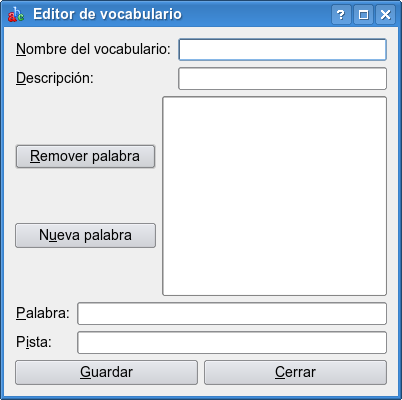 Editor de vocabulario
Nombre del vocabulario:
Descripción:
Remover palabra
Nueva palabra
Palabra:
Pista:
Guardar
Cerrar